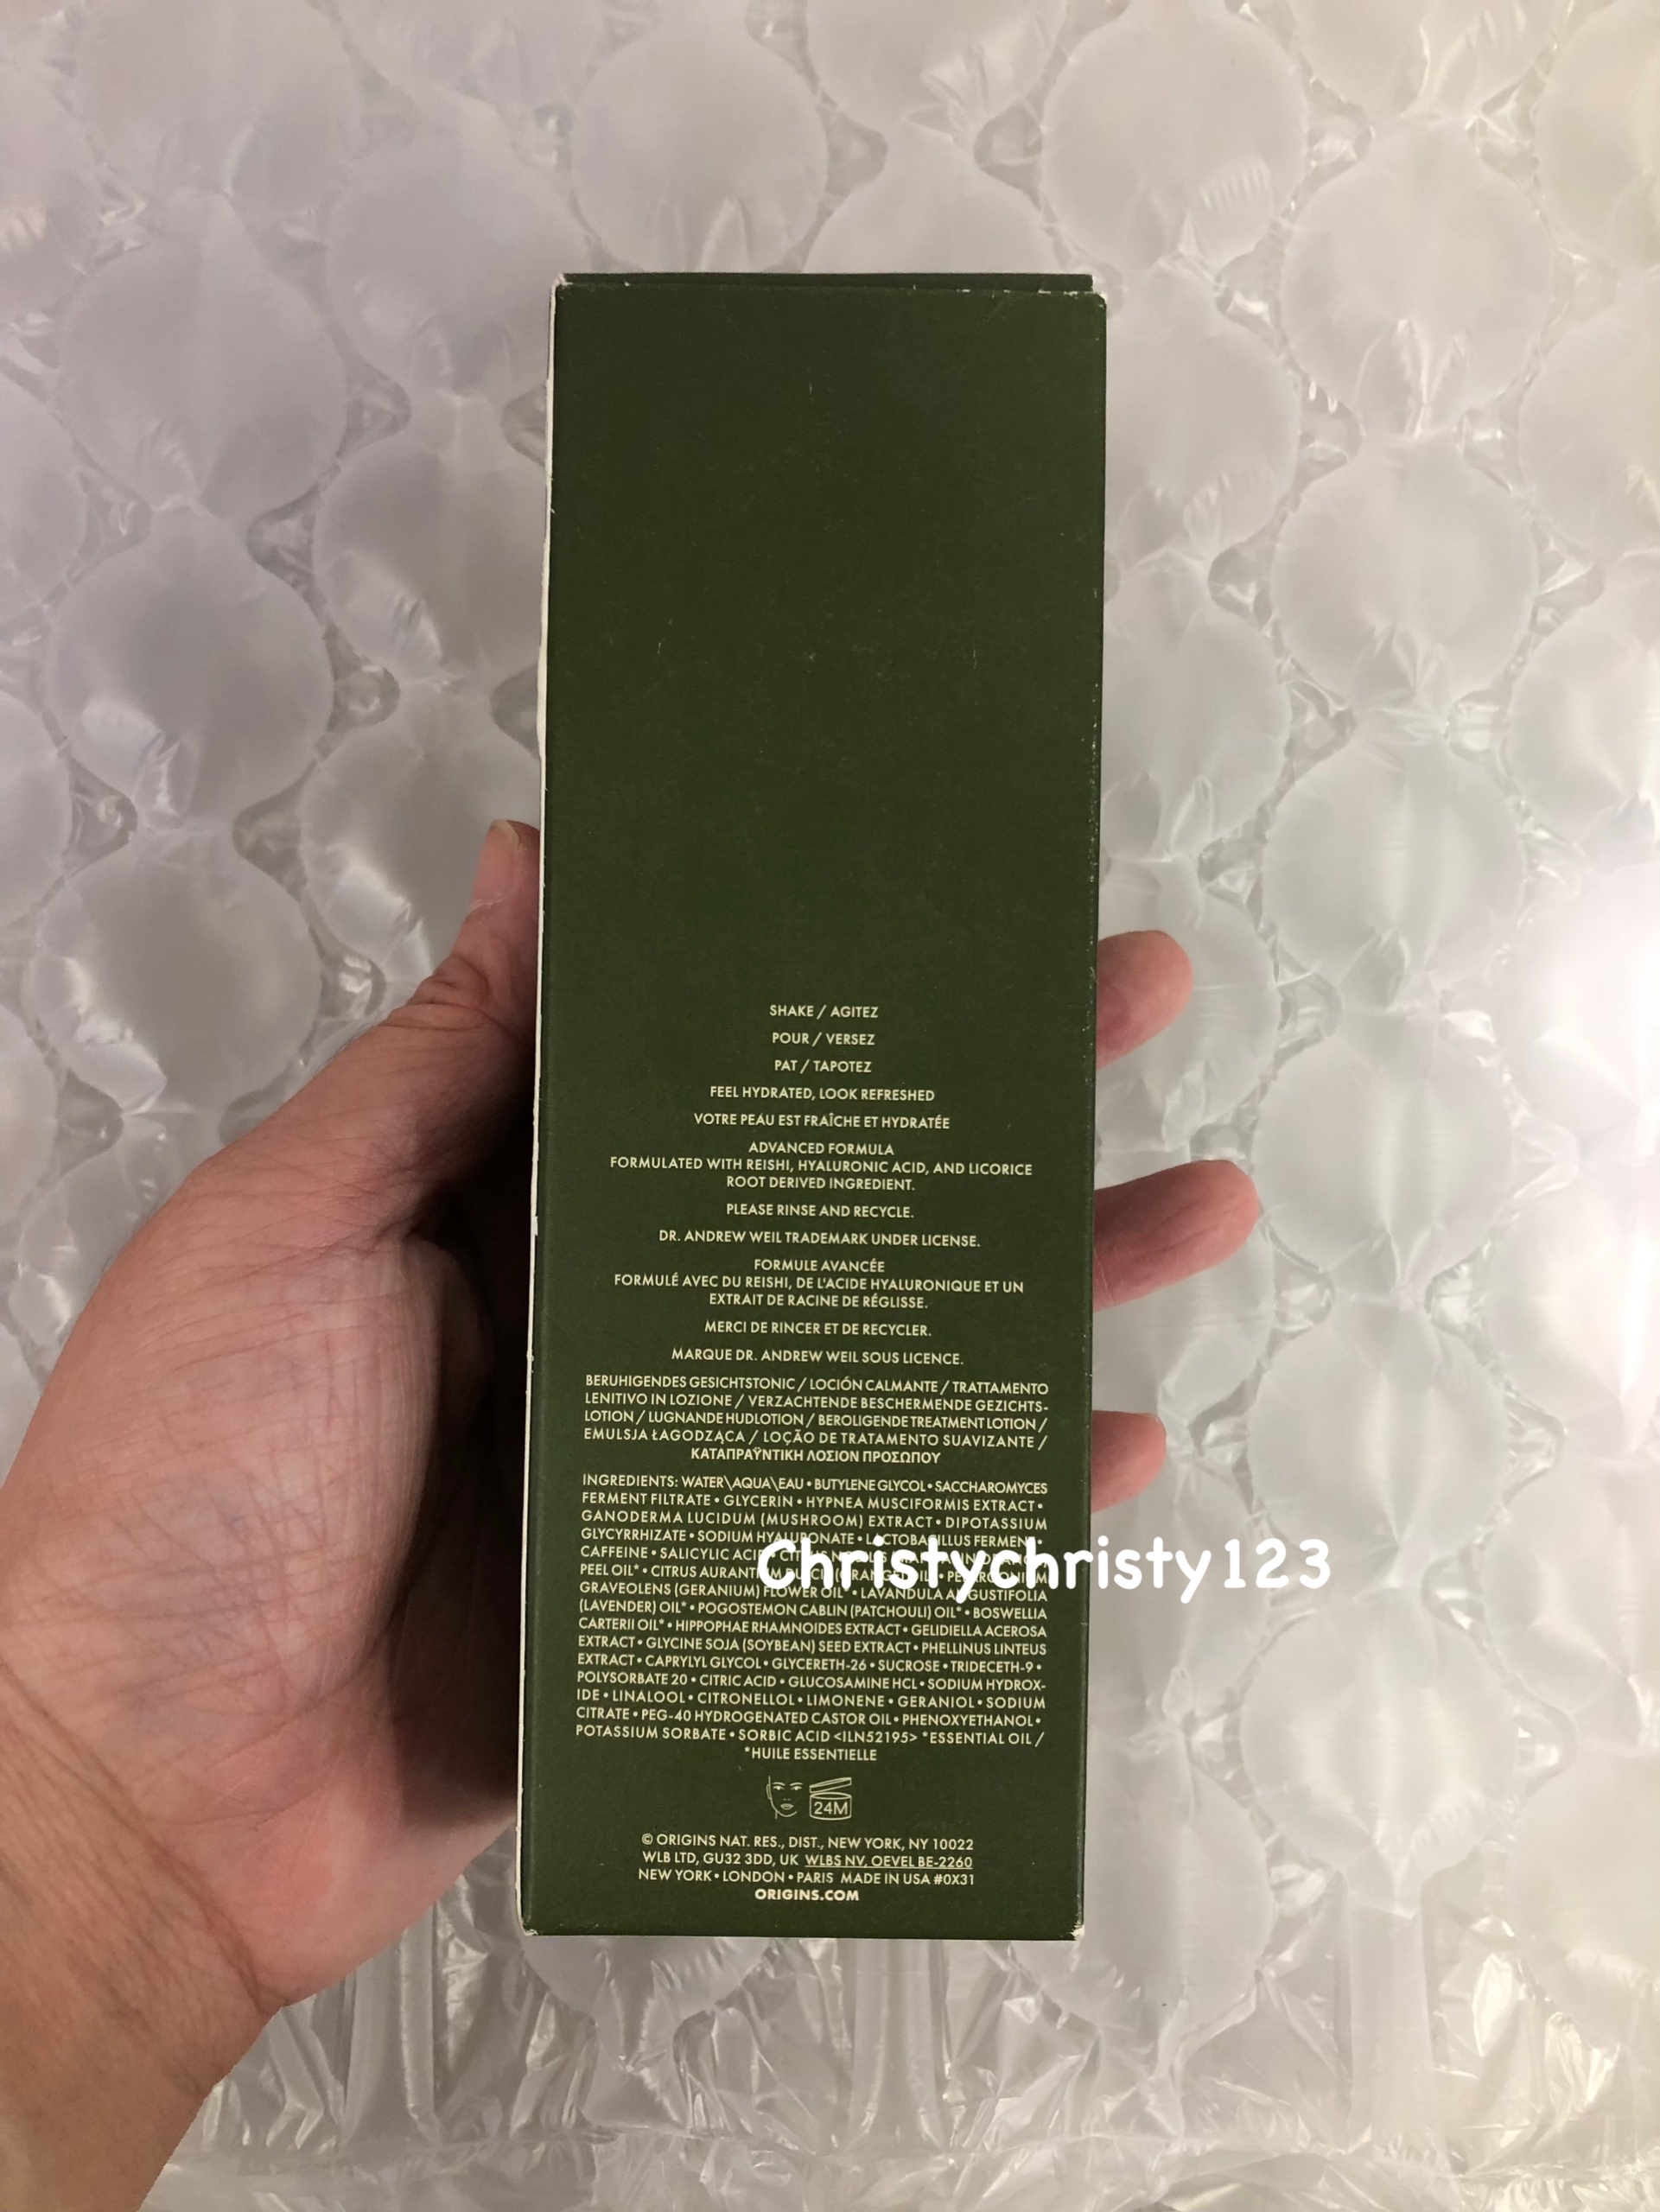 SHAKE / AGITEZ
POUR / VERSEZ
PAT / TAPOTEZ
FEEL HYDRATED, LOOK REFRESHED
VOTRE PEAU EST FRAÎCHE ET HYDRATÉE
ADVANCED FORMULA
FORMULATED WITH REISHI, HYALURONIC ACID, AND LICORICE
ROOT DERIVED INGREDIENT.
PLEASE RINSE AND RECYCLE.
DR. ANDREW WEIL TRADEMARK UNDER LICENSE.
FORMULE AVANCÉE
FORMULÉ AVEC DU REISHI, DE L'ACIDE HYALURONIQUE ET UN
EXTRAIT DE RACINE DE RÉGLISSE.
MERCI DE RINCER ET DE RECYCLER.
MARQUE DR. ANDREW WEIL SOUS LICENCE.
BERUHIGENDES GESICHTSTONIC / LOCIÓN CALMANTE / TRATTAMENTO
LENITIVO IN LOZIONE / VERZACHTENDE BESCHERMENDE GEZICHTS-
LOTION / LUGNANDE HUDLOTION / BEROLIGENDE TREATMENT LOTION /
EMULSJA ŁAGODZĄCA / LOÇÃO DE TRATAMENTO SUAVIZANTE /
ΚΑΤΑΠΡΑΫΝΤΙΚΗ ΛΟΣΙΟΝ ΠΡΟΣΩΠΟΥ
INGREDIENTS: WATER\AQUA\EAU • BUTYLENE GLYCOL • SACCHAROMYCES
FERMENT FILTRATE • GLYCERIN • HYPNEA MUSCIFORMIS EXTRACT •
GANODERMA LUCIDUM (MUSHROOM) EXTRACT • DIPOTASSIUM
GLYCYRRHIZATE • SODIUM HYALURONATE • LACTOBACILLUS FERMENT •
CAFFEINE • SALICYLIC ACID
Christychristy123
PEEL OIL* • CITRUS AURANTIUM
GRAVEOLENS (GERANIUM) FLOWER OIL* • LAVANDULA ANGUSTIFOLIA
(LAVENDER) OIL* • POGOSTEMON CABLIN (PATCHOULI) OIL* • BOSWELLIA
CARTERII OIL* • HIPPOPHAE RHAMNOIDES EXTRACT • GELIDIELLA ACEROSA
EXTRACT • GLYCINE SOJA (SOYBEAN) SEED EXTRACT • PHELLINUS LINTEUS
EXTRACT • CAPRYLYL GLYCOL • GLYCERETH-26 • SUCROSE • TRIDECETH-9 •
POLYSORBATE 20 • CITRIC ACID • GLUCOSAMINE HCL • SODIUM HYDROX-
IDE • LINALOOL • CITRONELLOL • LIMONENE • GERANIOL • SODIUM
CITRATE • PEG-40 HYDROGENATED CASTOR OIL • PHENOXYETHANOL •
POTASSIUM SORBATE • SORBIC ACID <ILN52195> *ESSENTIAL OIL /
*HUILE ESSENTIELLE
24M
© ORIGINS NAT. RES., DIST., NEW YORK, NY 10022
WLB LTD, GU32 3DD, UK WLBS NV, OEVEL BE-2260
NEW YORK • LONDON • PARIS MADE IN USA #0X31
ORIGINS.COM